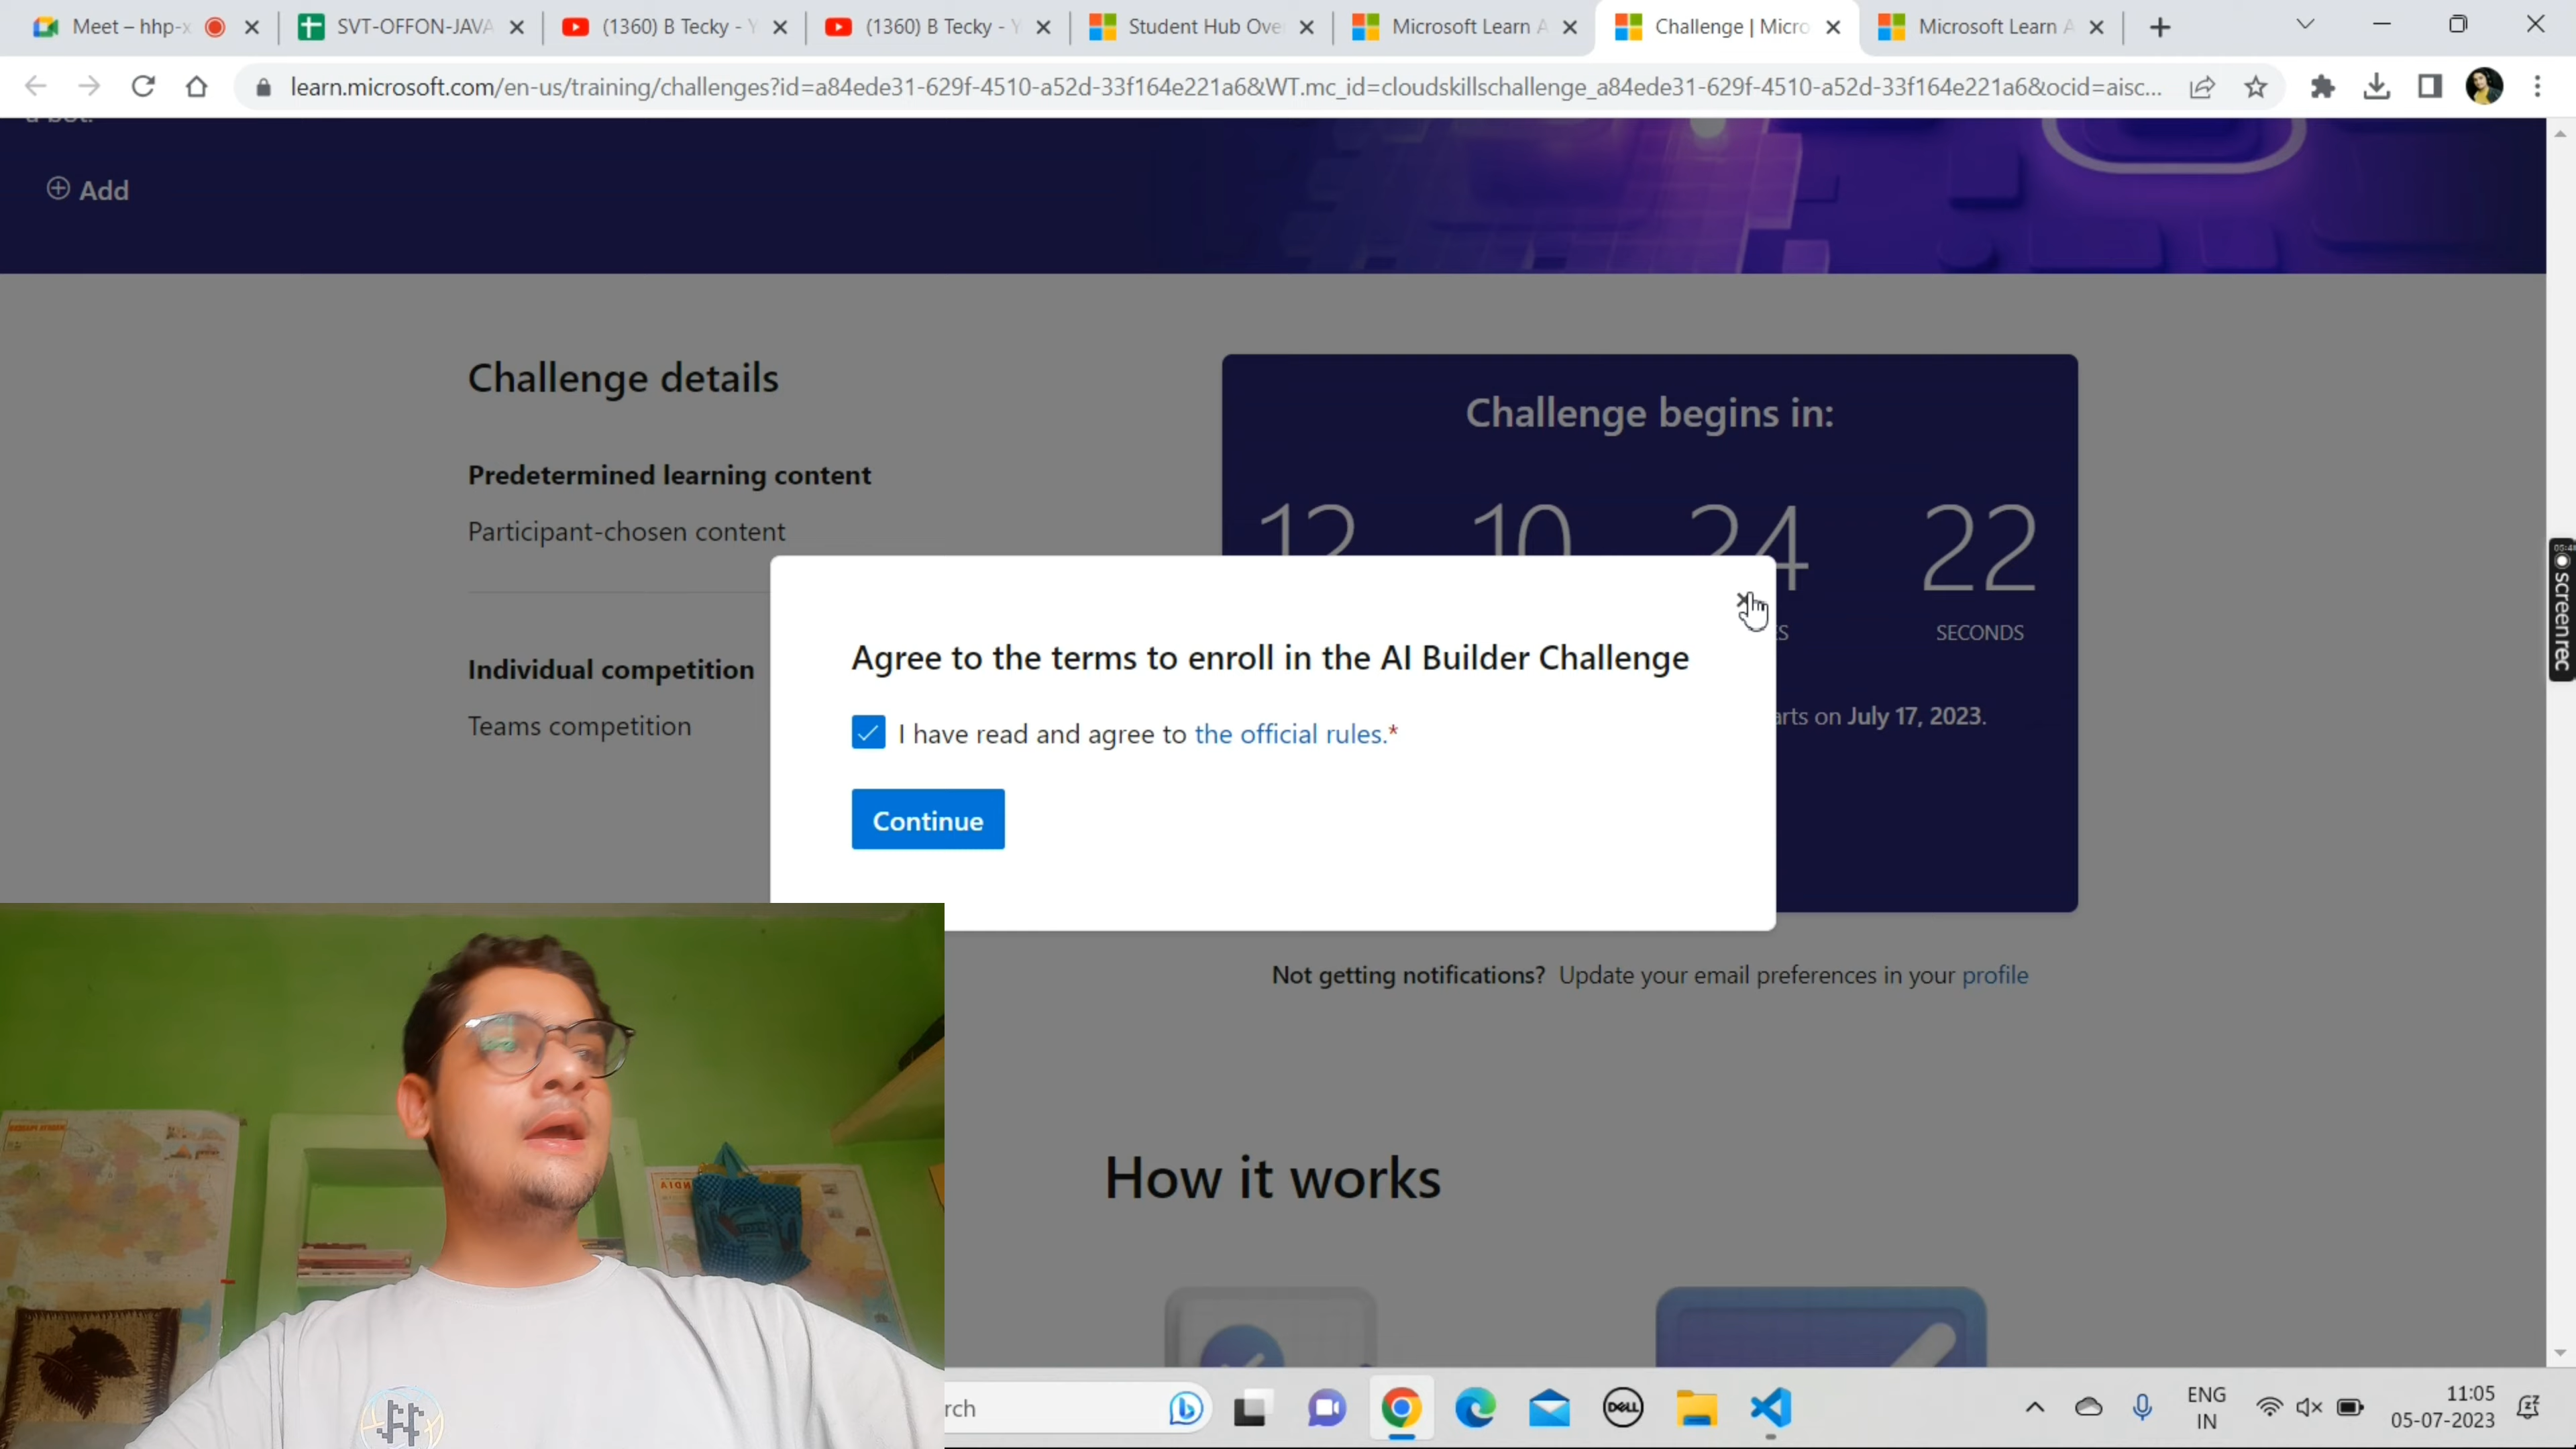 Meet – hhp-x
SVT-OFFON-JAVA
(1360) B Tecky - Y
(1360) B Tecky - Y
Student Hub Ove
Microsoft Learn A
Challenge | Micro
Microsoft Learn A
learn.microsoft.com/en-us/training/challenges?id=a84ede31-629f-4510-a52d-33f164e221a6&WT.mc_id=cloudskillschallenge_a84ede31-629f-4510-a52d-33f164e221a6&ocid=aisc...
a bot.
Add
Challenge details
Predetermined learning content
Participant-chosen content
Individual competition
Teams competition
Challenge begins in:
12 10 24 22
SECONDS
arts on July 17, 2023.
Agree to the terms to enroll in the AI Builder Challenge
I have read and agree to the official rules.*
Continue
Not getting notifications? Update your email preferences in your profile
How it works
screenrec
rch
DELL
ENG
IN
11:05
05-07-2023